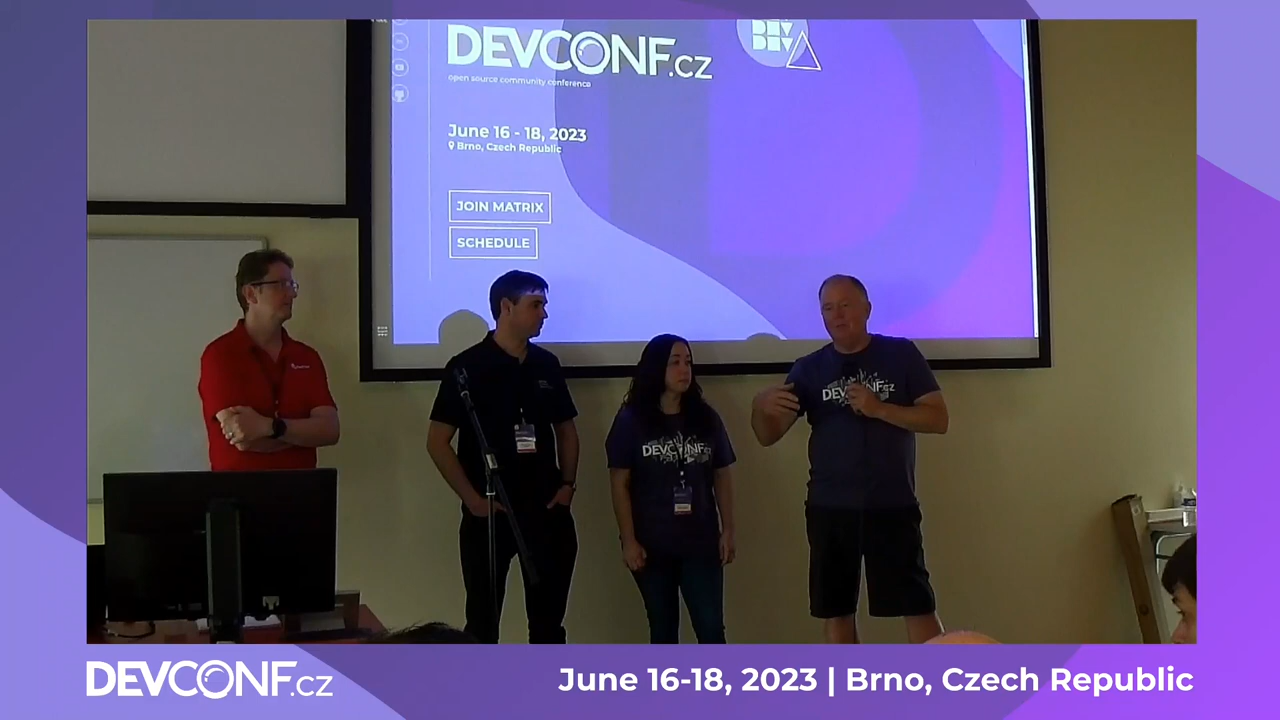 DEVCONF.cz
open source community conference
DEV
June 16 - 18, 2023
Brno, Czech Republic
JOIN MATRIX
SCHEDULE
DEVCONF.cz
DEVCONF.cz
DEVCONF.cz
June 16-18, 2023 | Brno, Czech Republic